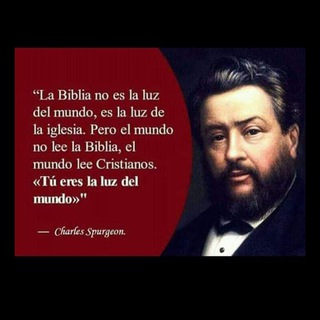 “La Biblia no es la luz
del mundo, es la luz de
la iglesia. Pero el mundo
no lee la Biblia, el
mundo lee Cristianos.
«Tú eres la luz del
mundo»"
— Charles Spurgeon.